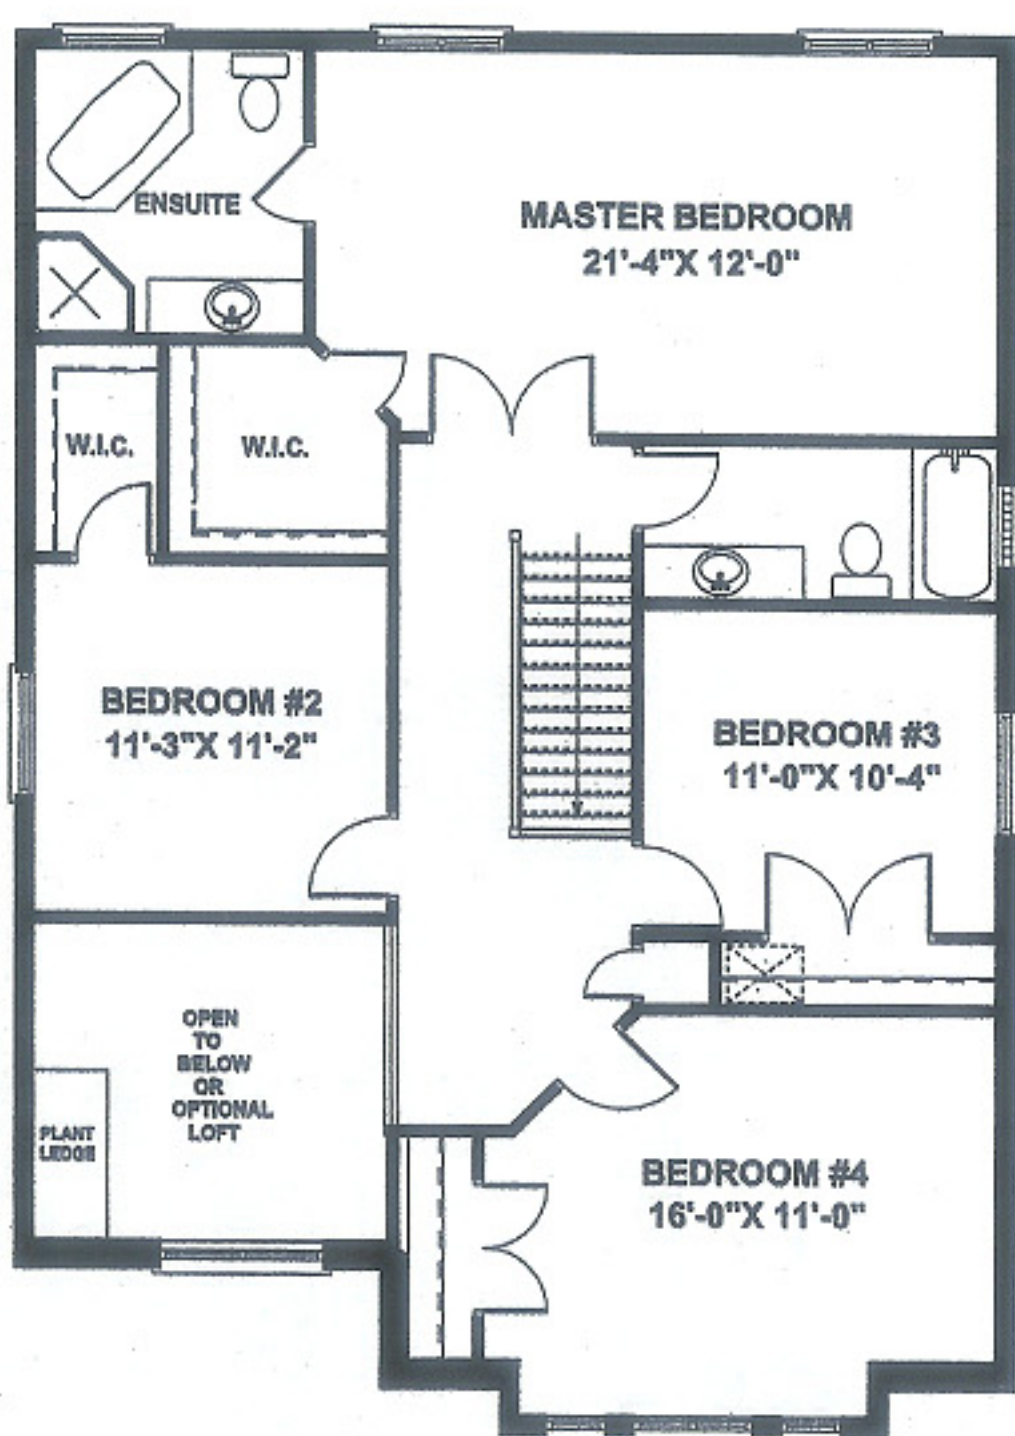 ENSUITE
MASTER BEDROOM
21'-4"X 12'-0"
W.I.C.
W.I.C.
BEDROOM #2
11'-3"X 11'-2"
BEDROOM #3
11'-0"X 10'-4"
OPEN
TO
BELOW
OR
OPTIONAL
LOFT
PLANT
LEDGE
BEDROOM #4
16'-0"X 11'-0"